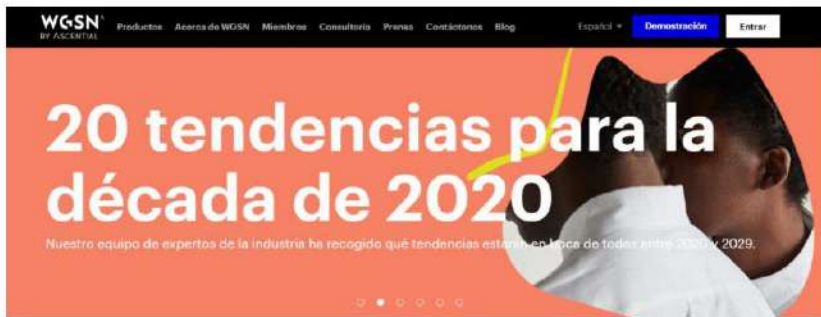 WGSN
BY ASCENTIAL
Productos Acerca de WGSN Miembros Consultoría Prensa Contáctenos Blog Español Demostración Entrar
20 tendencias para la
década de 2020
Nuestro equipo de expertos de la industria ha recogido qué tendencias estarán en boca de todos entre 2020 y 2029.